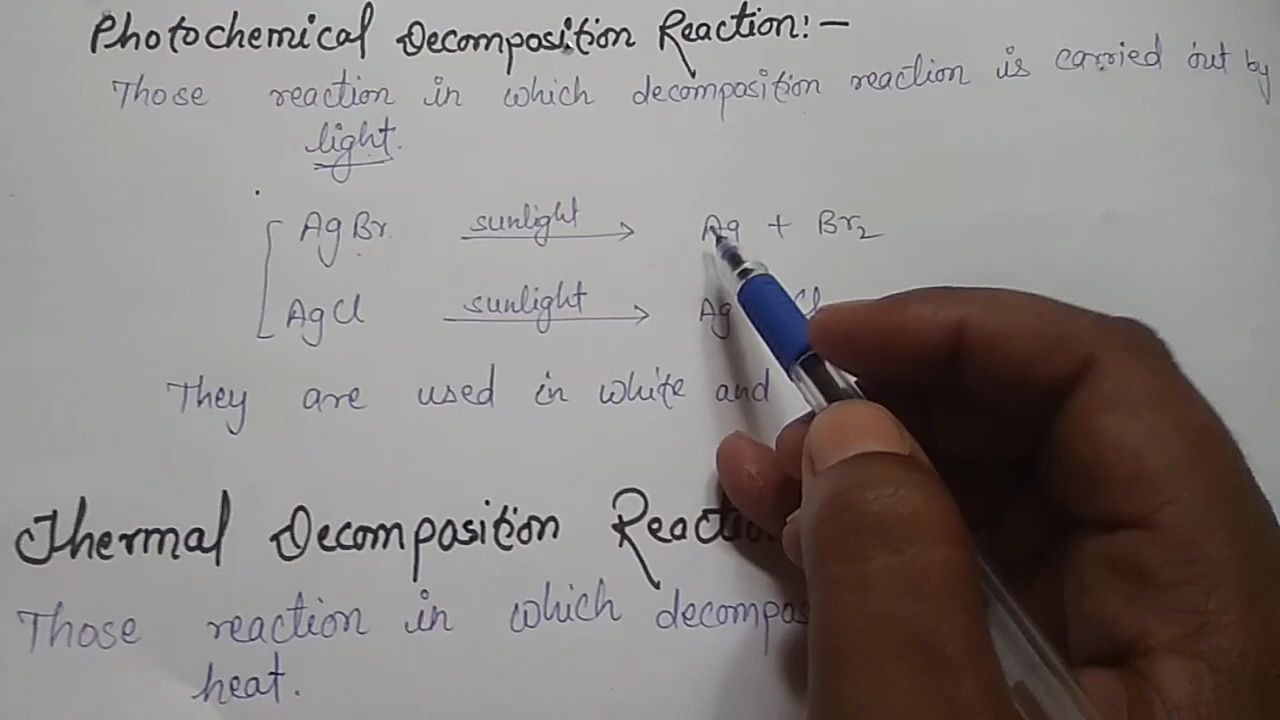 Photochemical Decomposition Reaction:-
Those reaction in which decomposition reaction is carried out by
light.
AgBr sunlight → Ag + Br₂
AgCl sunlight → Ag Cl
They are used in white and
Thermal Decomposition
Those reaction in which
heat.